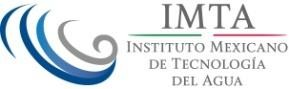 IMTA
INSTITUTO MEXICANO
DE TECNOLOGÍA
DEL AGUA